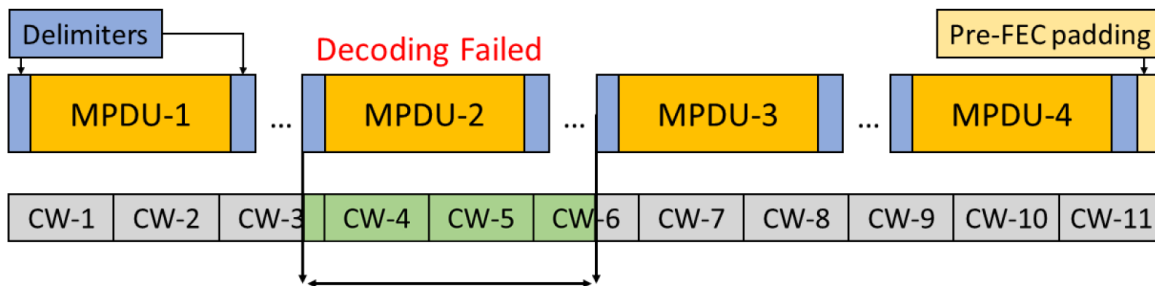 Delimiters
Decoding Failed
Pre-FEC padding
MPDU-1 ... MPDU-2 ... MPDU-3 ... MPDU-4
CW-1 CW-2 CW-3 CW-4 CW-5 CW-6 CW-7 CW-8 CW-9 CW-10 CW-11